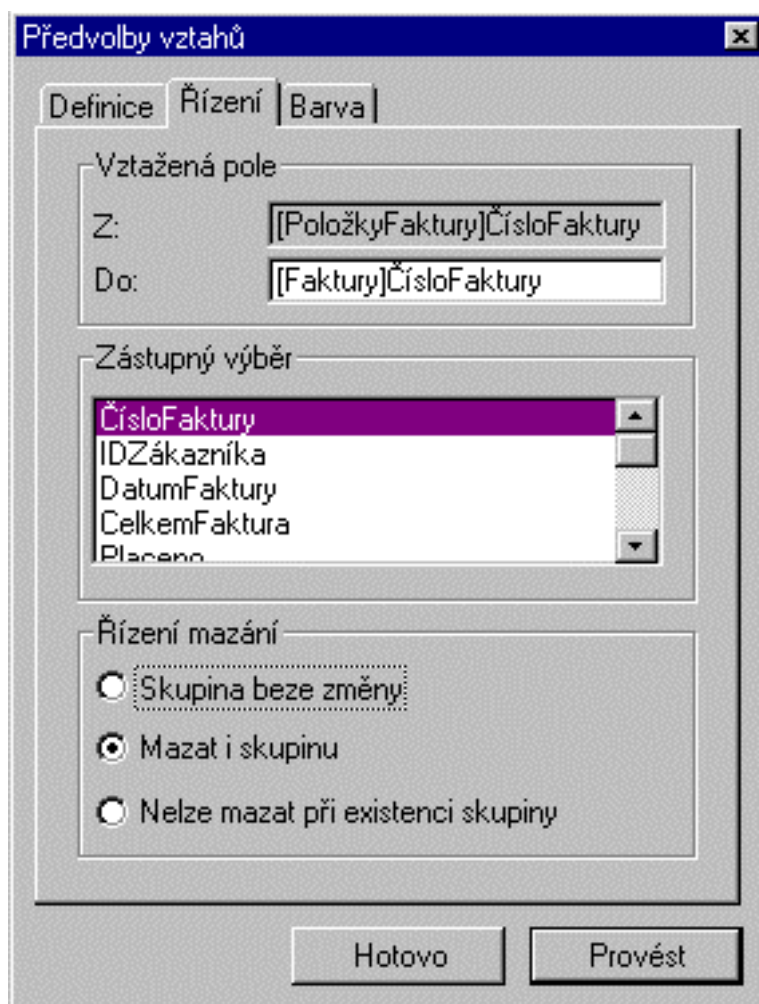 Předvolby vztahů
Definice Řízení Barva
Vztažená pole
Z: [PoložkyFaktury]ČísloFaktury
Do: [Faktury]ČísloFaktury
Zástupný výběr
ČísloFaktury
IDZákazníka
DatumFaktury
CelkemFaktura
Placeno
Řízení mazání
Skupina beze změny
Mazat i skupinu
Nelze mazat při existenci skupiny
Hotovo Provést